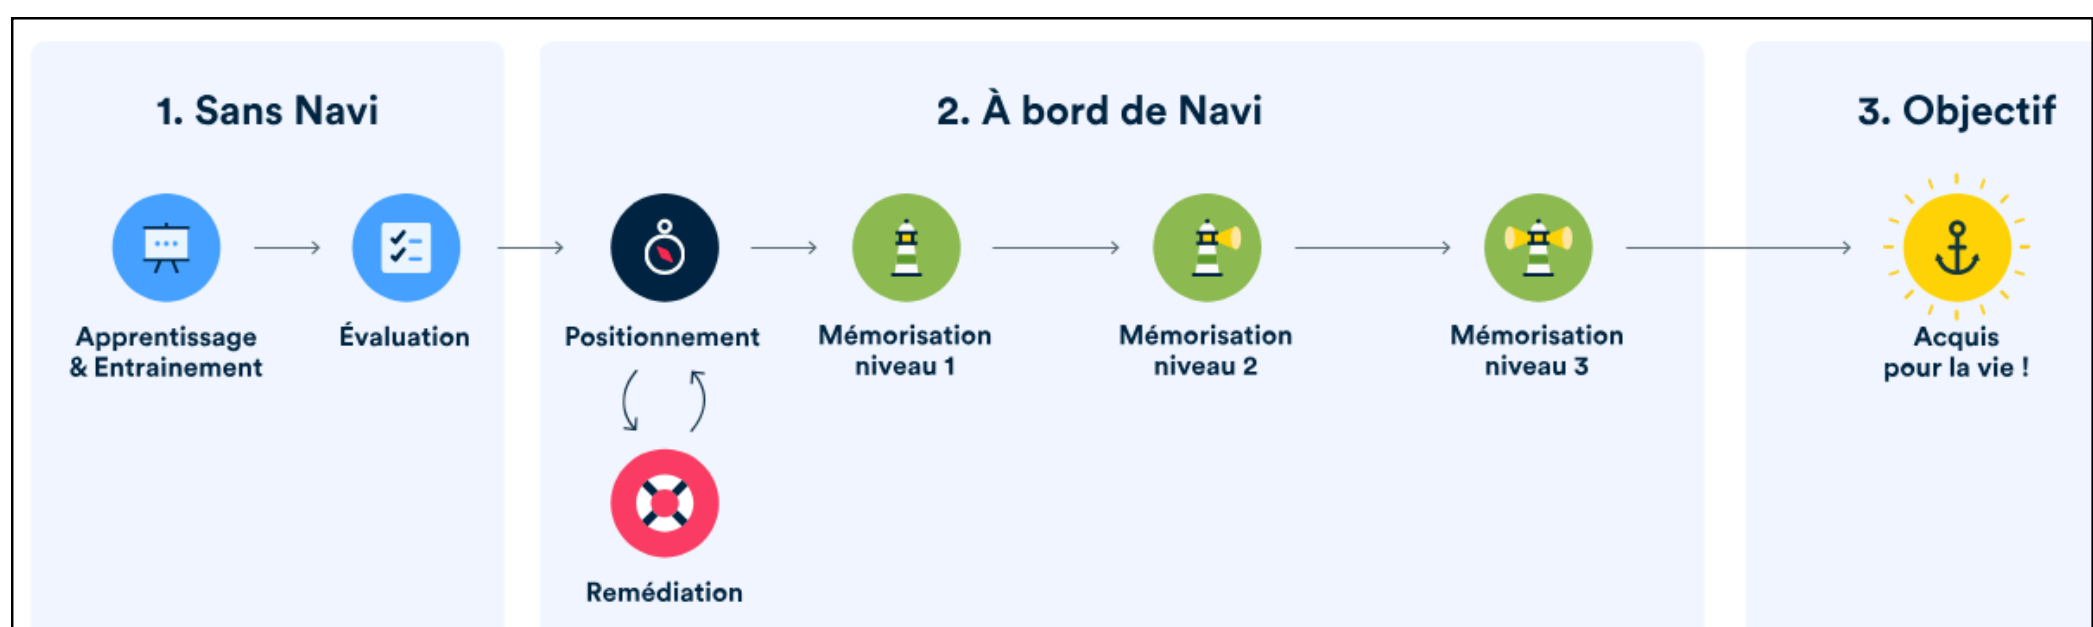 1. Sans Navi
Apprentissage
& Entrainement
Évaluation
2. À bord de Navi
Positionnement
Remédiation
Mémorisation
niveau 1
Mémorisation
niveau 2
Mémorisation
niveau 3
3. Objectif
Acquis
pour la vie !